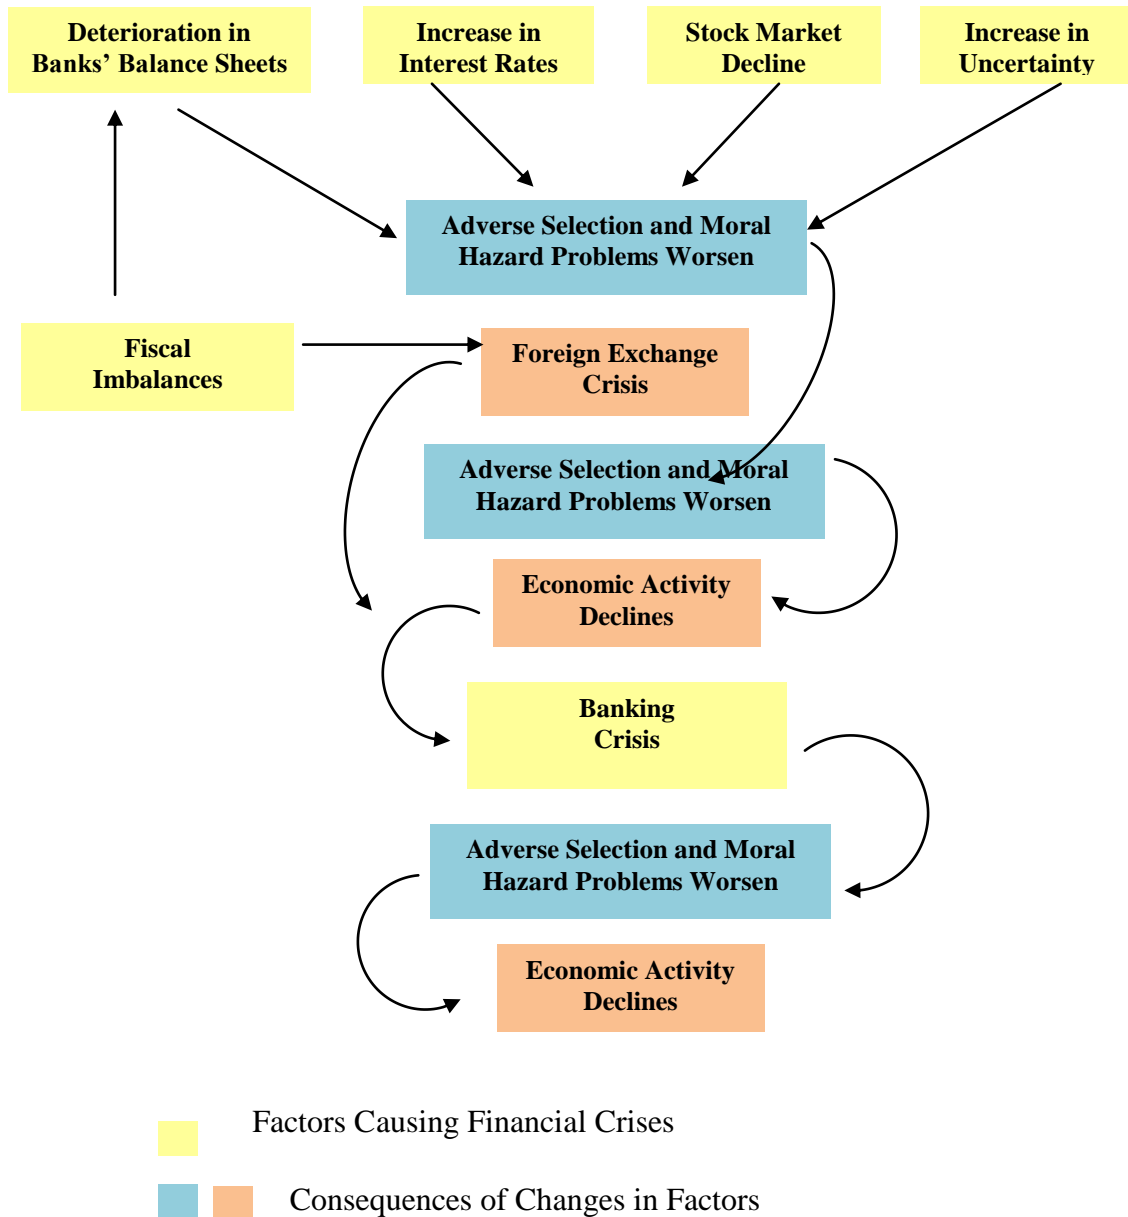 Deterioration in
Banks’ Balance Sheets
Increase in
Interest Rates
Stock Market
Decline
Increase in
Uncertainty
Adverse Selection and Moral
Hazard Problems Worsen
Fiscal
Imbalances
Foreign Exchange
Crisis
Adverse Selection and Moral
Hazard Problems Worsen
Economic Activity
Declines
Banking
Crisis
Adverse Selection and Moral
Hazard Problems Worsen
Economic Activity
Declines
Factors Causing Financial Crises
Consequences of Changes in Factors